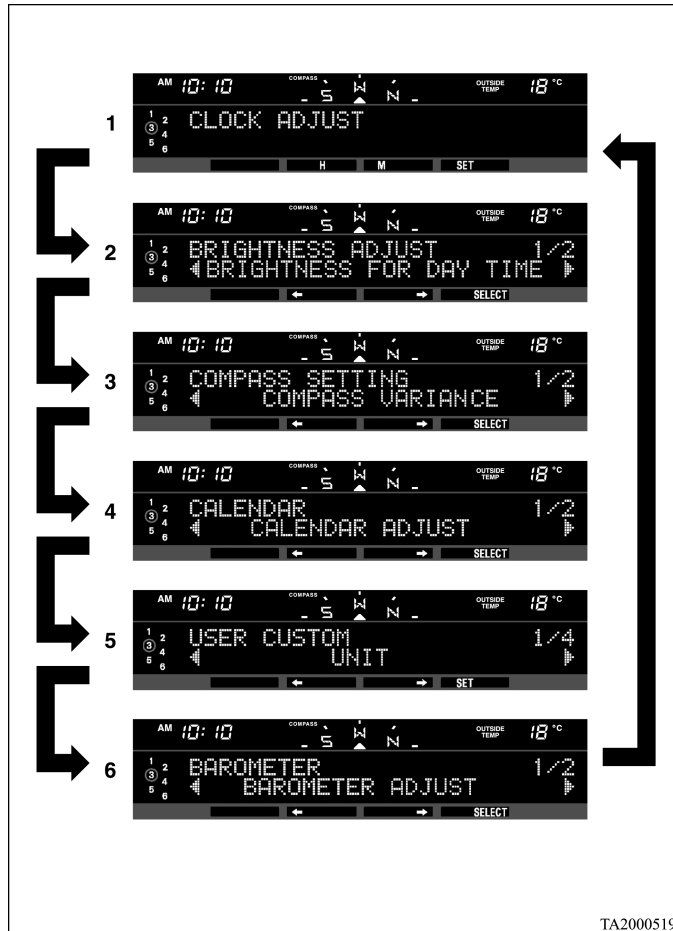 AM 10:10 COMPASS S W N OUTSIDE TEMP 18 °C
1 CLOCK ADJUST
1 2 3 4 5 6
H M SET
AM 10:10 COMPASS S W N OUTSIDE TEMP 18 °C
2 BRIGHTNESS ADJUST 1/2
1 2 3 4 5 6
BRIGHTNESS FOR DAY TIME
← → SELECT
AM 10:10 COMPASS S W N OUTSIDE TEMP 18 °C
3 COMPASS SETTING 1/2
1 2 3 4 5 6
COMPASS VARIANCE
← → SELECT
AM 10:10 COMPASS S W N OUTSIDE TEMP 18 °C
4 CALENDAR 1/2
1 2 3 4 5 6
CALENDAR ADJUST
← → SELECT
AM 10:10 COMPASS S W N OUTSIDE TEMP 18 °C
5 USER CUSTOM 1/4
1 2 3 4 5 6
UNIT
← → SET
AM 10:10 COMPASS S W N OUTSIDE TEMP 18 °C
6 BAROMETER 1/2
1 2 3 4 5 6
BAROMETER ADJUST
← → SELECT
TA2000519